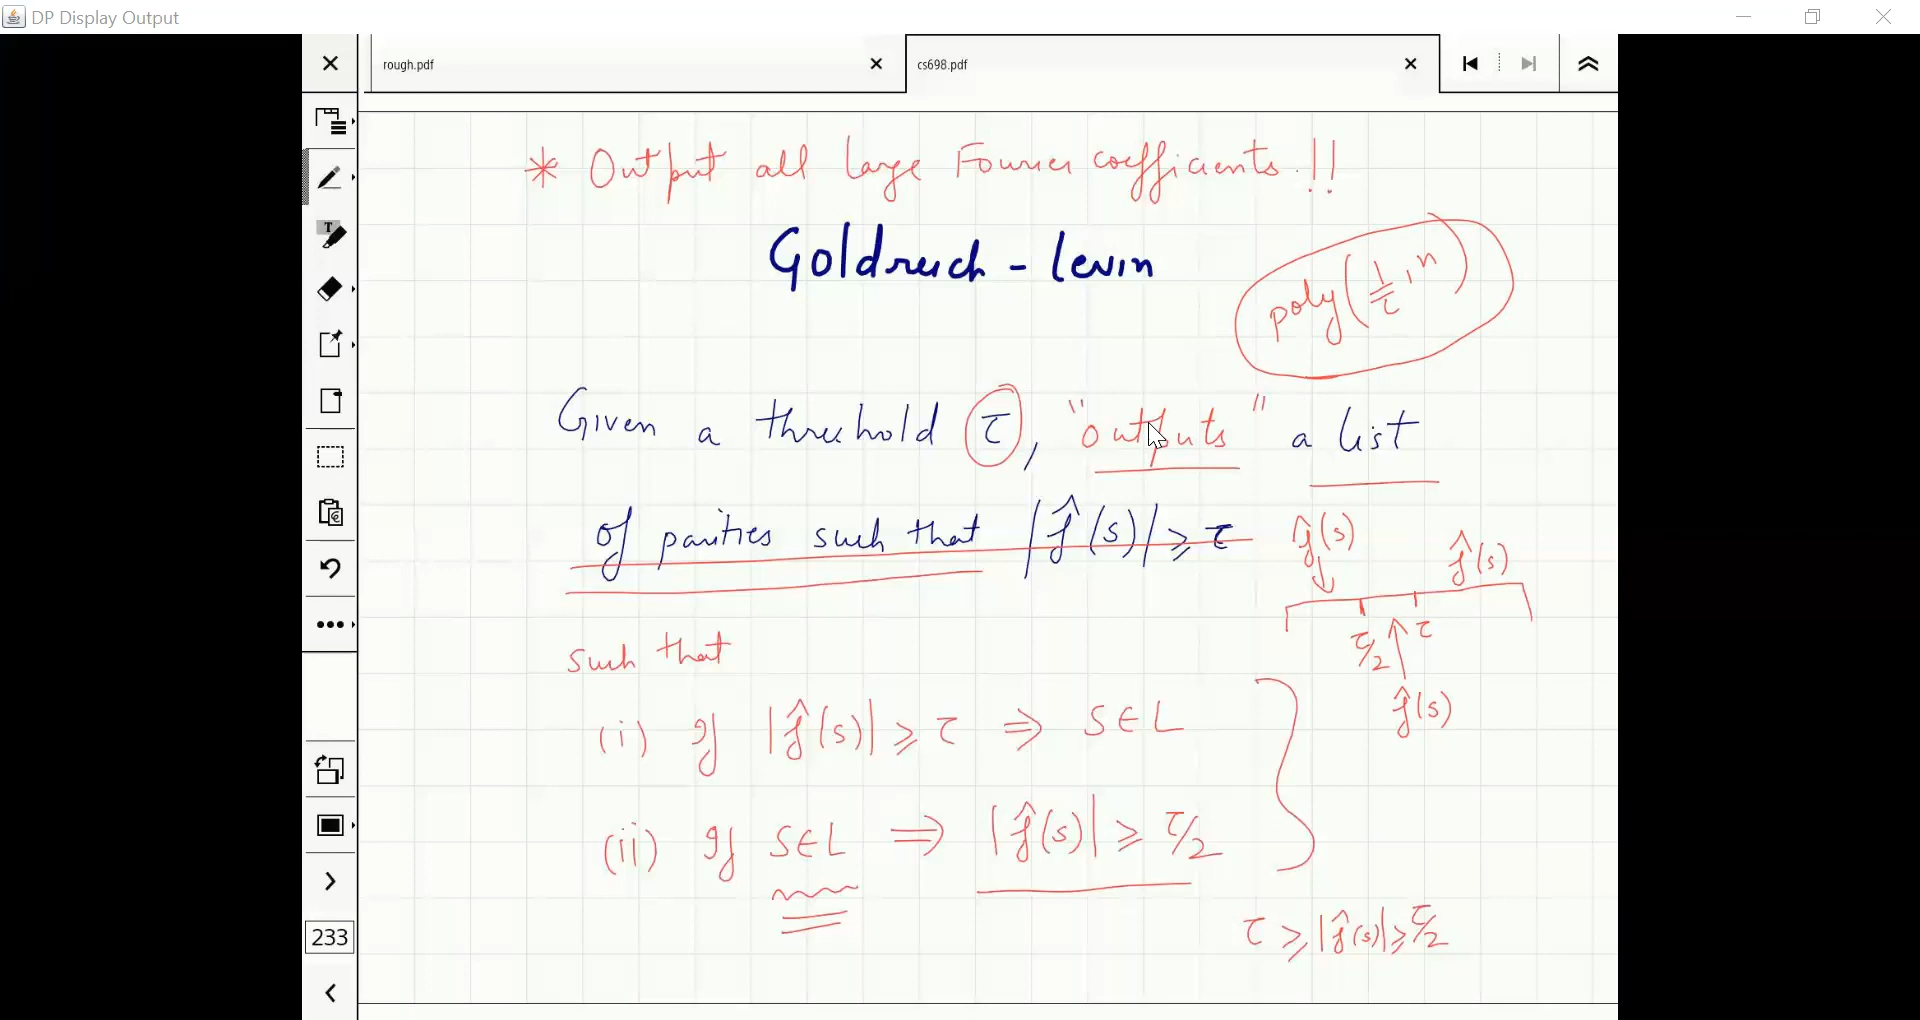 DP Display Output
rough.pdf
cs698.pdf
* Output all large Fourier coefficients !!
Goldreich - Levin
poly(1/τ, n)
Given a threshold τ, "outputs" a list
of parities such that |f̂(s)| ≥ τ
f̂(s)
f̂(s)
τ/2
τ
f̂(s)
such that
(i) If |f̂(s)| ≥ τ ⇒ S ∈ L
(ii) If S ∈ L ⇒ |f̂(s)| ≥ τ/2
τ ≥ |f̂(s)| ≥ τ/2
233